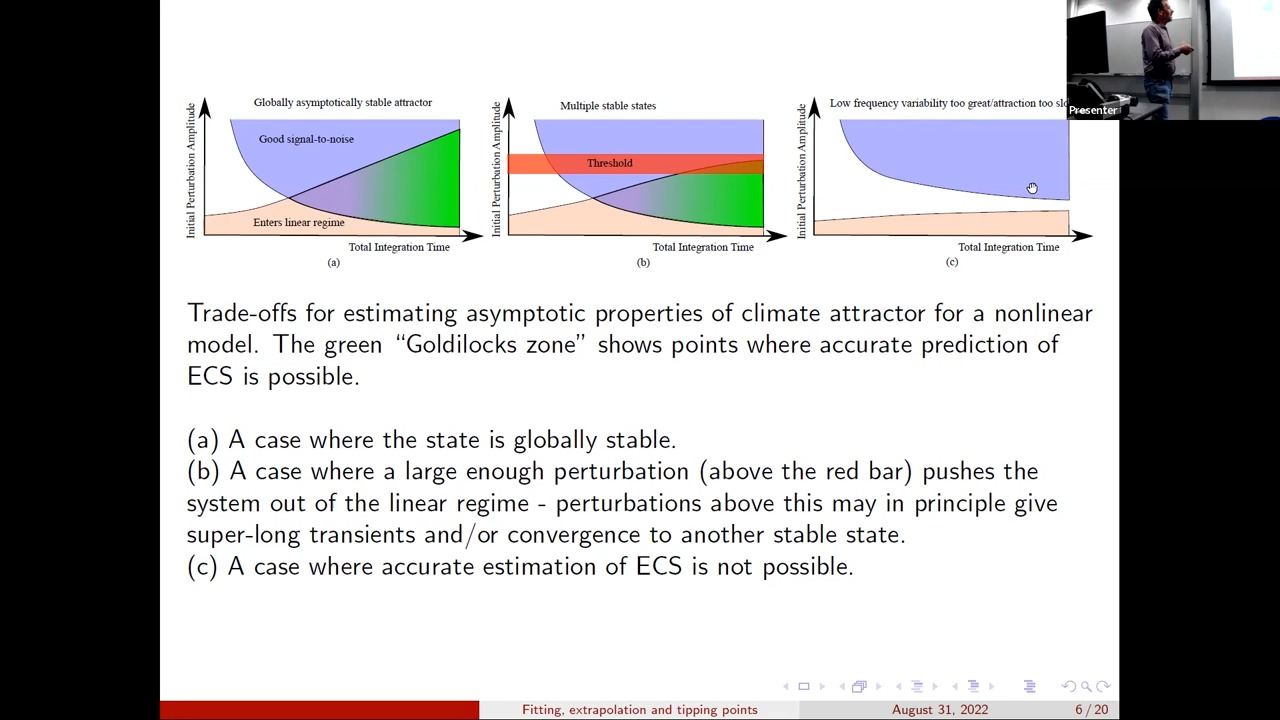 Presenter
Globally asymptotically stable attractor
Good signal-to-noise
Enters linear regime
Initial Perturbation Amplitude
Total Integration Time
(a)
Multiple stable states
Threshold
Initial Perturbation Amplitude
Total Integration Time
(b)
Low frequency variability too great/attraction too
Initial Perturbation Amplitude
Total Integration Time
(c)
Trade-offs for estimating asymptotic properties of climate attractor for a nonlinear
model. The green “Goldilocks zone” shows points where accurate prediction of
ECS is possible.
(a) A case where the state is globally stable.
(b) A case where a large enough perturbation (above the red bar) pushes the
system out of the linear regime - perturbations above this may in principle give
super-long transients and/or convergence to another stable state.
(c) A case where accurate estimation of ECS is not possible.
Fitting, extrapolation and tipping points
August 31, 2022
6 / 20